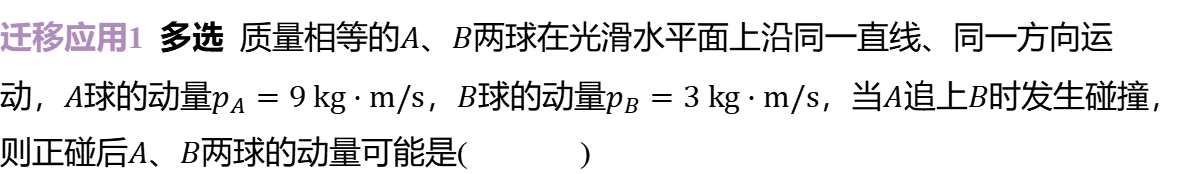 迁移应用1 多选 质量相等的A、B两球在光滑水平面上沿同一直线、同一方向运
动，A球的动量p_A = 9 kg · m/s，B球的动量p_B = 3 kg · m/s，当A追上B时发生碰撞，
则正碰后A、B两球的动量可能是( )